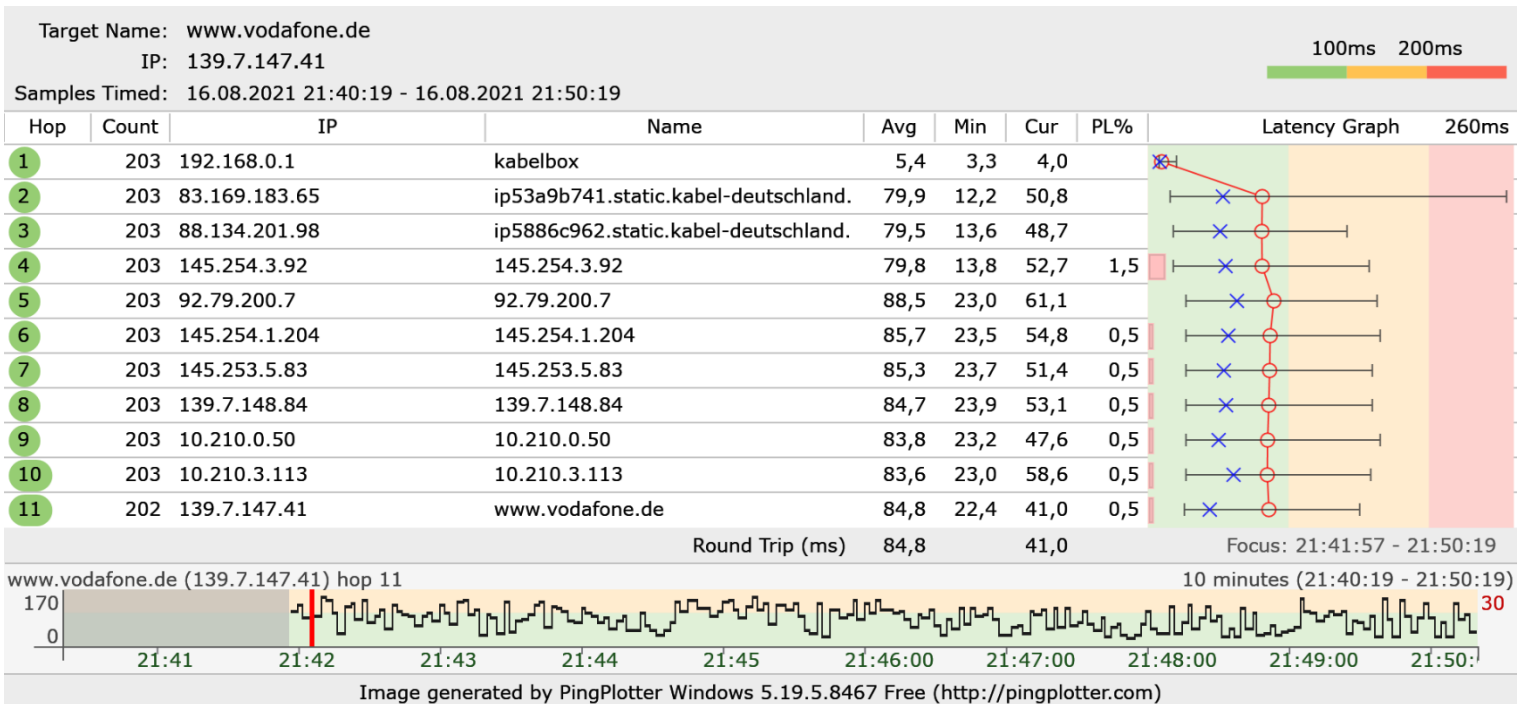 Target Name: www.vodafone.de
IP: 139.7.147.41
100ms 200ms
Samples Timed: 16.08.2021 21:40:19 - 16.08.2021 21:50:19
Hop Count IP Name Avg Min Cur PL% Latency Graph 260ms
1 203 192.168.0.1 kabelbox 5,4 3,3 4,0
2 203 83.169.183.65 ip53a9b741.static.kabel-deutschland. 79,9 12,2 50,8
3 203 88.134.201.98 ip5886c962.static.kabel-deutschland. 79,5 13,6 48,7
4 203 145.254.3.92 145.254.3.92 79,8 13,8 52,7 1,5
5 203 92.79.200.7 92.79.200.7 88,5 23,0 61,1
6 203 145.254.1.204 145.254.1.204 85,7 23,5 54,8 0,5
7 203 145.253.5.83 145.253.5.83 85,3 23,7 51,4 0,5
8 203 139.7.148.84 139.7.148.84 84,7 23,9 53,1 0,5
9 203 10.210.0.50 10.210.0.50 83,8 23,2 47,6 0,5
10 203 10.210.3.113 10.210.3.113 83,6 23,0 58,6 0,5
11 202 139.7.147.41 www.vodafone.de 84,8 22,4 41,0 0,5
Round Trip (ms) 84,8 41,0 Focus: 21:41:57 - 21:50:19
www.vodafone.de (139.7.147.41) hop 11 10 minutes (21:40:19 - 21:50:19)
170 30
0
21:41 21:42 21:43 21:44 21:45 21:46:00 21:47:00 21:48:00 21:49:00 21:50:
Image generated by PingPlotter Windows 5.19.5.8467 Free (http://pingplotter.com)